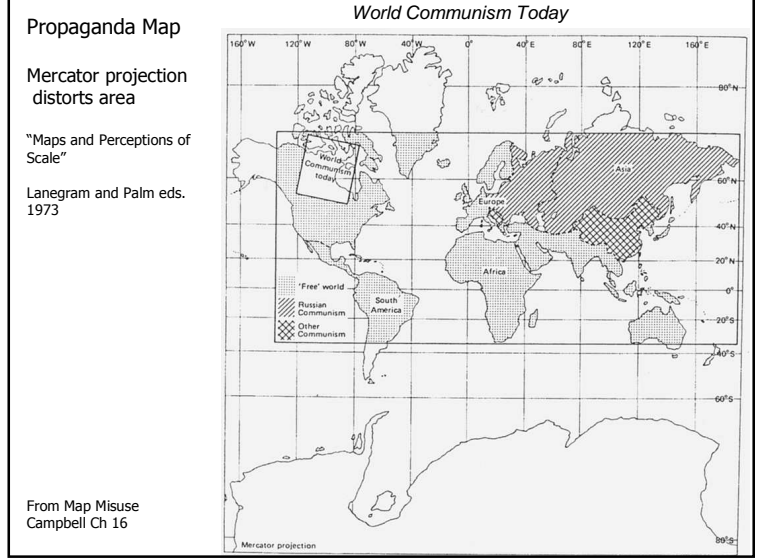 World Communism Today
Propaganda Map
Mercator projection
distorts area
"Maps and Perceptions of
Scale"
Lanegram and Palm eds.
1973
From Map Misuse
Campbell Ch 16
160°W 120°W 80°W 40°W 0° 40°E 80°E 120°E 160°E
80°N
World
Communism
today
Asia
60°N
Europe
40°N
20°N
Africa
'Free' world
0°
South
America
Russian
Communism
20°S
Other
Communism
40°S
60°S
80°S
Mercator projection